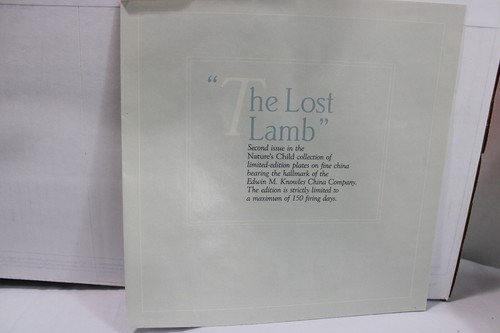 "The Lost
Lamb"
Second issue in the
Nature's Child collection of
limited-edition plates on fine china
bearing the hallmark of the
Edwin M. Knowles China Company.
The edition is strictly limited to
a maximum of 150 firing days.